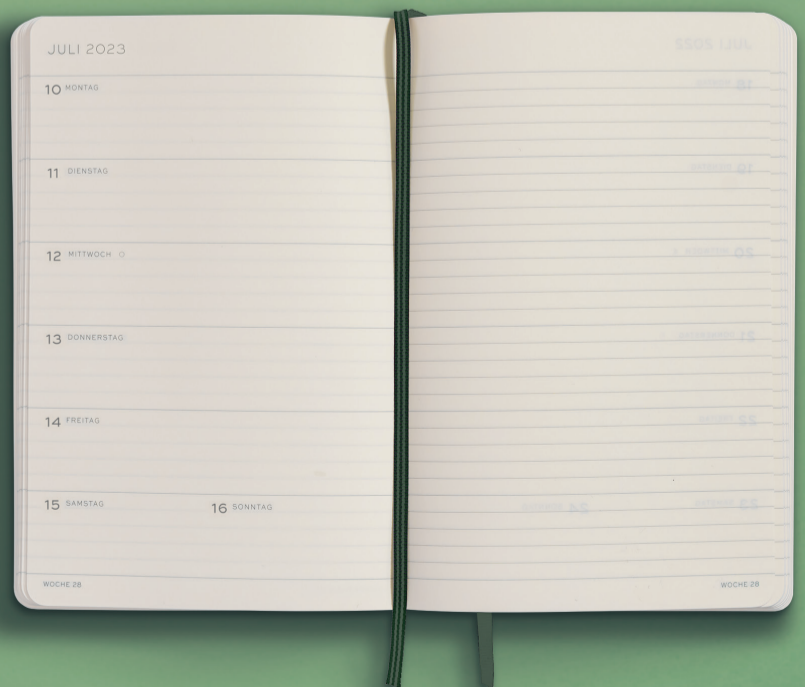 JULI 2023
10 MONTAG
11 DIENSTAG
12 MITTWOCH
13 DONNERSTAG
14 FREITAG
15 SAMSTAG 16 SONNTAG
WOCHE 28
WOCHE 28